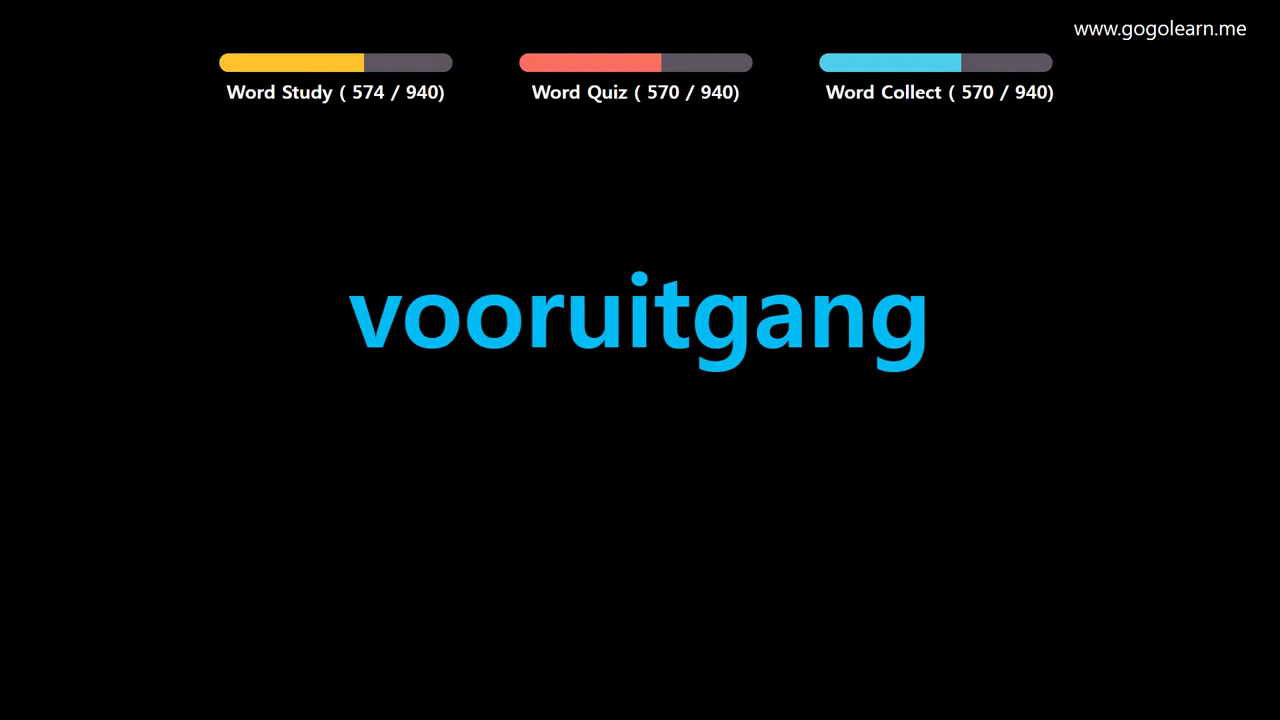 www.gogolearn.me
Word Study ( 574 / 940)
Word Quiz ( 570 / 940)
Word Collect ( 570 / 940)
vooruitgang